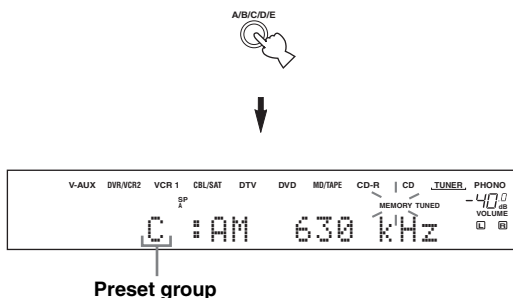 A/B/C/D/E
V-AUX DVR/VCR2 VCR 1 CBL/SAT DTV DVD MD/TAPE CD-R CD TUNER PHONO
SP
A
MEMORY TUNED
-40.0 dB
VOLUME
L R
C :AM 630 kHz
Preset group